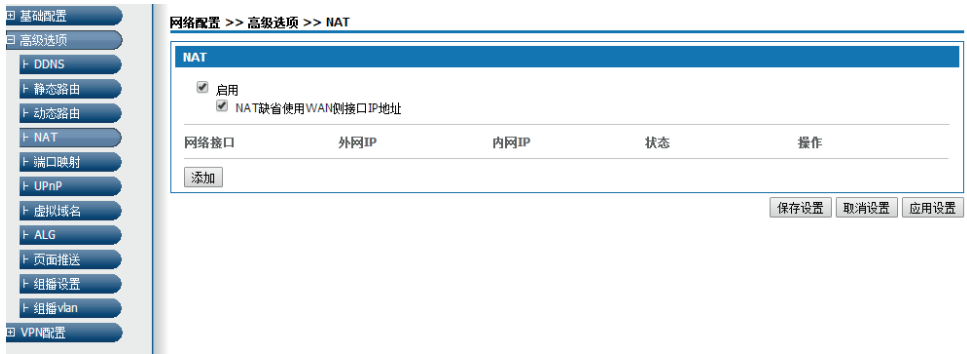 基础配置
高级选项
DDNS
静态路由
动态路由
NAT
端口映射
UPnP
虚拟域名
ALG
页面推送
组播设置
组播vlan
VPN配置
网络配置 >> 高级选项 >> NAT
NAT
启用
NAT缺省使用WAN侧接口IP地址
网络接口 外网IP 内网IP 状态 操作
添加
保存设置 取消设置 应用设置